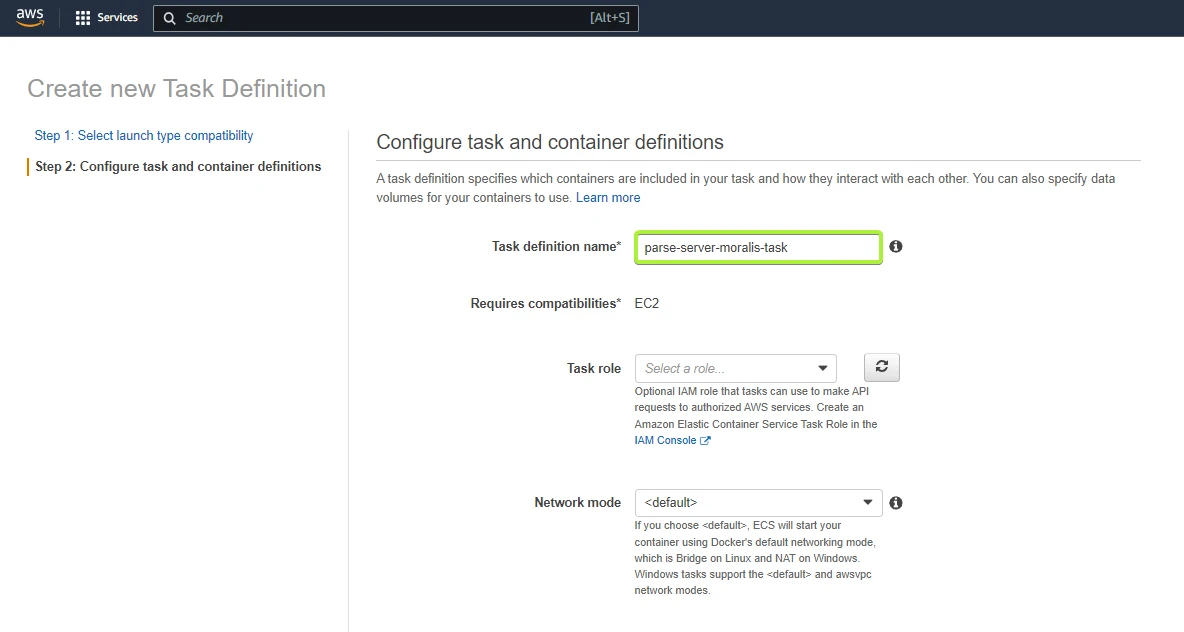 aws
Services
Search
[Alt+S]
Create new Task Definition
Step 1: Select launch type compatibility
Step 2: Configure task and container definitions
Configure task and container definitions
A task definition specifies which containers are included in your task and how they interact with each other. You can also specify data
volumes for your containers to use. Learn more
Task definition name*
parse-server-moralis-task
Requires compatibilities*
EC2
Task role
Select a role...
Optional IAM role that tasks can use to make API
requests to authorized AWS services. Create an
Amazon Elastic Container Service Task Role in the
IAM Console
Network mode
<default>
If you choose <default>, ECS will start your
container using Docker's default networking mode,
which is Bridge on Linux and NAT on Windows.
Windows tasks support the <default> and awsvpc
network modes.